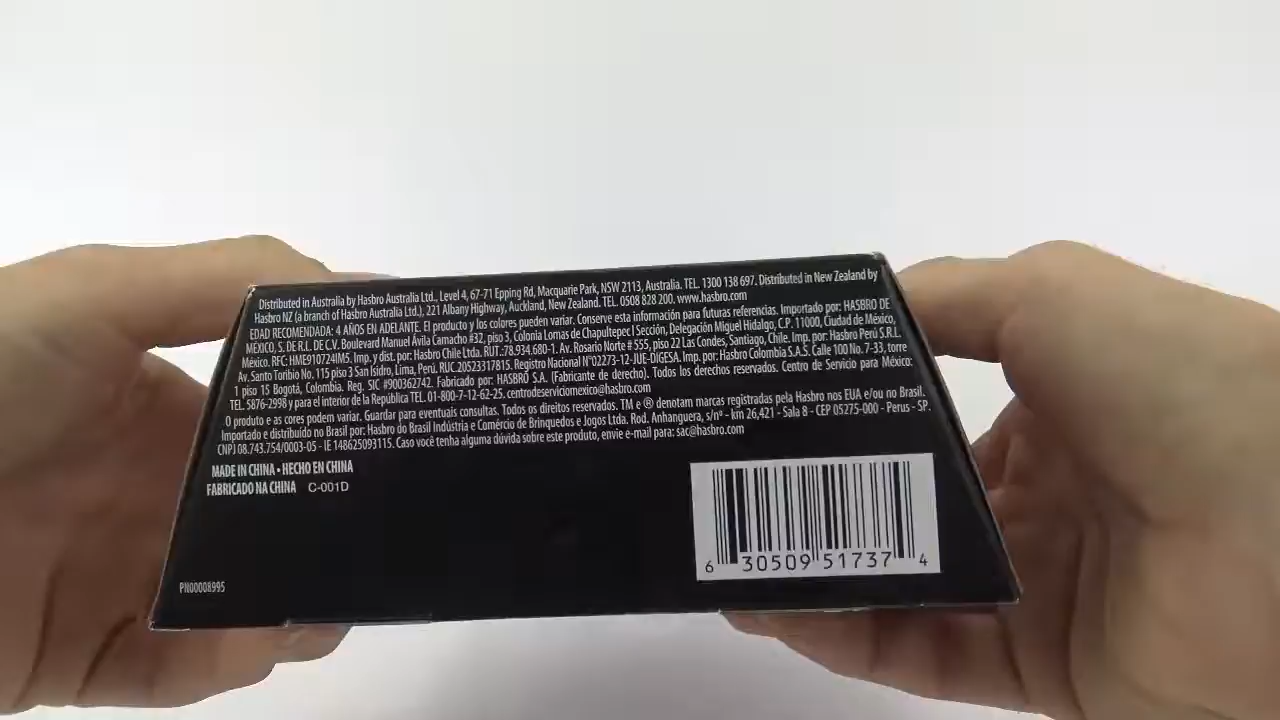 Distributed in Australia by Hasbro Australia Ltd., Level 4, 67-71 Epping Rd, Macquarie Park, NSW 2113, Australia. TEL. 1300 138 697. Distributed in New Zealand by
Hasbro NZ (a branch of Hasbro Australia Ltd.), 221 Albany Highway, Auckland, New Zealand. TEL. 0508 828 200. www.hasbro.com
EDAD RECOMENDADA: 4 AÑOS EN ADELANTE. El producto y los colores pueden variar. Conserve esta información para futuras referencias. Importado por: HASBRO DE
MÉXICO, S. DE R.L. DE C.V. Boulevard Manuel Ávila Camacho #32, piso 3, Colonia Lomas de Chapultepec I Sección, Delegación Miguel Hidalgo, C.P. 11000, Ciudad de México,
México. RFC: HME910724IM5. Imp. y dist. por: Hasbro Chile Ltda. RUT.:78.934.680-1. Av. Rosario Norte # 555, piso 22 Las Condes, Santiago, Chile. Imp. por: Hasbro Perú S.R.L.
Av. Santo Toribio No. 115 piso 3 San Isidro, Lima, Perú. RUC.20523317815. Registro Nacional N°02273-12-JUE-DIGESA. Imp. por: Hasbro Colombia S.A.S. Calle 100 No. 7-33, torre
1 piso 15 Bogotá, Colombia. Reg. SIC #900362742. Fabricado por: HASBRO S.A. (Fabricante de derecho). Todos los derechos reservados. Centro de Servicio para México:
TEL. 5876-2998 y para el interior de la República TEL. 01-800-7-12-62-25. centrodeserviciomexico@hasbro.com
O produto e as cores podem variar. Guardar para eventuais consultas. Todos os direitos reservados. TM e ® denotam marcas registradas pela Hasbro nos EUA e/ou no Brasil.
Importado e distribuído no Brasil por: Hasbro do Brasil Indústria e Comércio de Brinquedos e Jogos Ltda. Rod. Anhanguera, s/nº - km 26,421 - Sala 8 - CEP 05275-000 - Perus - SP.
CNPJ 08.743.754/0003-05 - IE 148625093115. Caso você tenha alguma dúvida sobre este produto, envie e-mail para: sac@hasbro.com
MADE IN CHINA • HECHO EN CHINA
FABRICADO NA CHINA C-001D
6 30509 51737 4
PN00008995